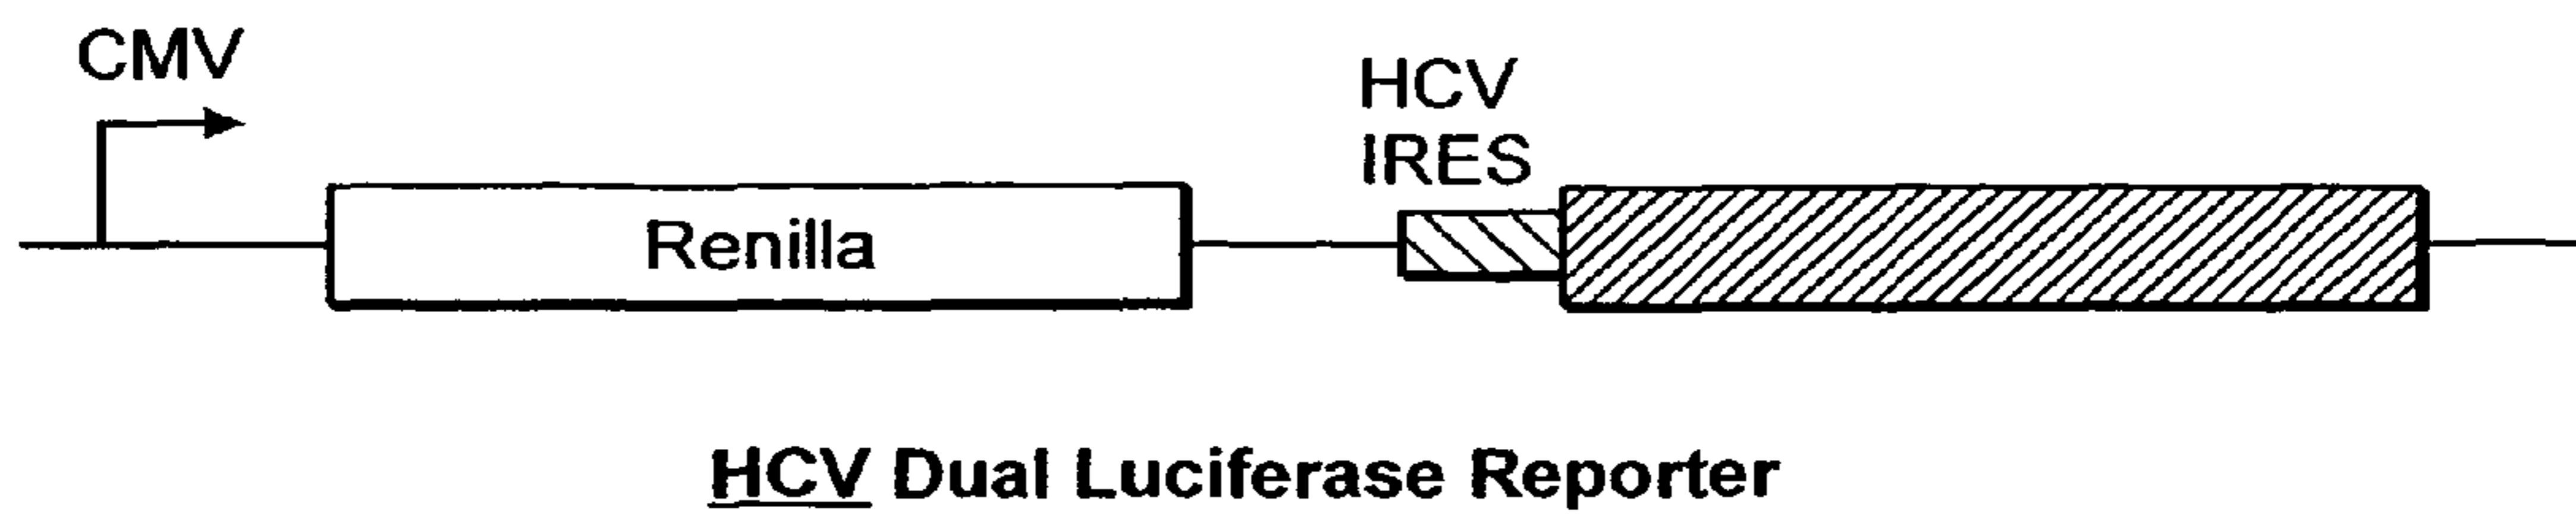 CMV
HCV
IRES
Renilla
HCV Dual Luciferase Reporter